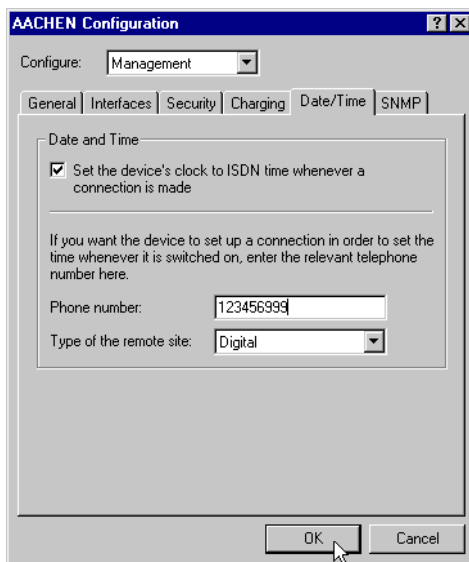 AACHEN Configuration
Configure: Management
General Interfaces Security Charging Date/Time SNMP
Date and Time
Set the device's clock to ISDN time whenever a
connection is made
If you want the device to set up a connection in order to set the
time whenever it is switched on, enter the relevant telephone
number here.
Phone number: 123456999
Type of the remote site: Digital
OK Cancel